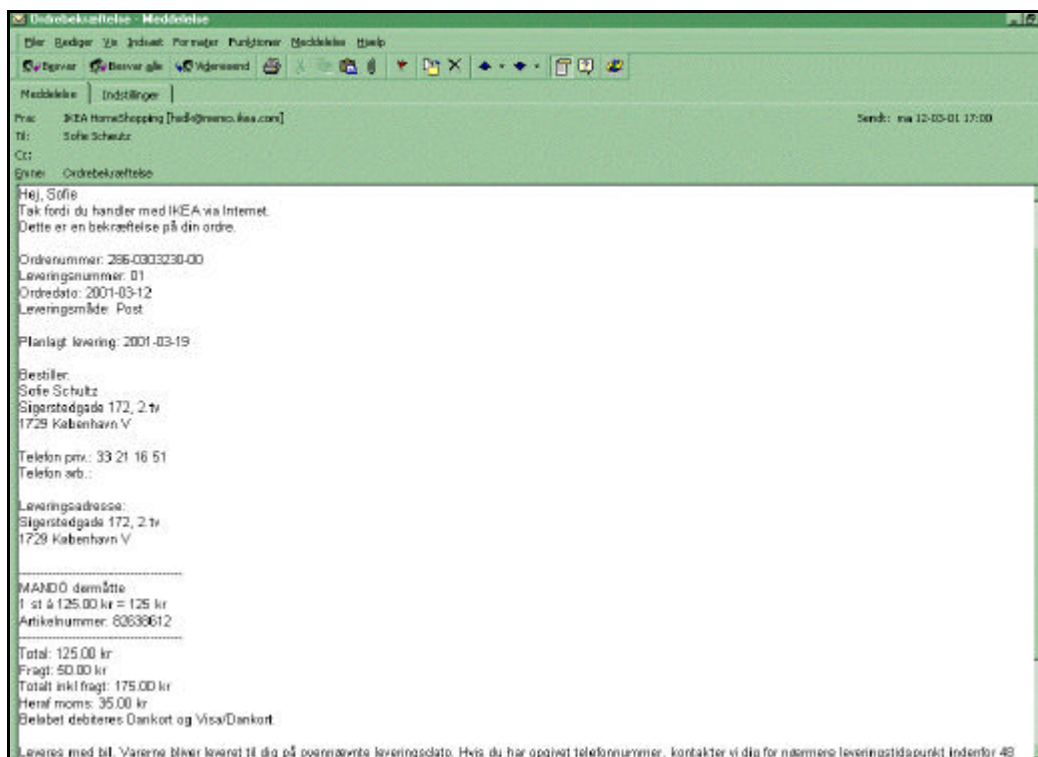 Ordrebekræftelse - Meddelelse
Filer Rediger Vis Indsæt Formater Funktioner Meddelelse Hjælp
Besvar Besvar alle Videresend
Meddelelse Indstillinger
Fra: IKEA HomeShopping Sendt: ma 12-03-01 17:00
Til: Sofie Scheutz
Cc:
Emne: Ordrebekræftelse
Hej, Sofie
Tak fordi du handler med IKEA via Internet.
Dette er en bekræftelse på din ordre.
Ordrenummer: 286-0303230-00
Leveringsnummer: 01
Ordredato: 2001-03-12
Leveringsmåde: Post
Planlagt levering: 2001-03-19
Bestiller:
Sofie Schultz
Sigerstedgade 172, 2.tv
1729 København V
Telefon priv.: 33 21 16 51
Telefon arb.:
Leveringsadresse:
Sigerstedgade 172, 2.tv
1729 København V
MANDÖ dørmåtte
1 st á 125.00 kr = 125 kr
Artikelnummer: 82638612
Total: 125.00 kr
Fragt: 50.00 kr
Totalt inkl fragt: 175.00 kr
Heraf moms: 35.00 kr
Beløbet debiteres Dankort og Visa/Dankort
Leveres med bil. Varerne bliver leveret til dig på ovennævnte leveringsdato. Hvis du har opgivet telefonnummer, kontakter vi dig for nærmere leveringstidspunkt indenfor 48